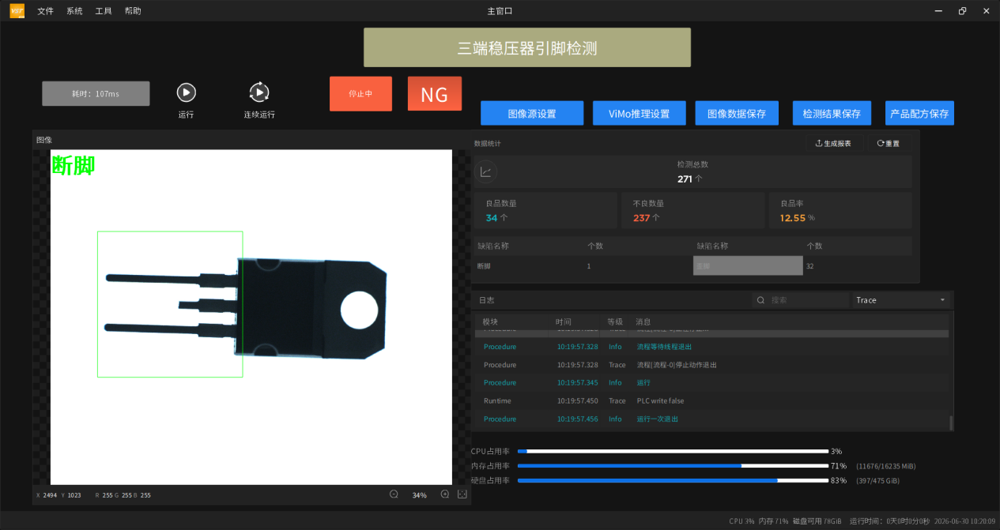 VIT
文件 系统 工具 帮助
主窗口
三端稳压器引脚检测
耗时：107ms
运行
连续运行
停止中
NG
图像源设置
ViMo推理设置
图像数据保存
检测结果保存
产品配方保存
图像
断脚
数据统计
生成报表
重置
检测总数
271 个
良品数量
34 个
不良数量
237 个
良品率
12.55 %
缺陷名称 个数 缺陷名称 个数
断脚 1 32
日志
搜索
Trace
模块 时间 等级 消息
Procedure 10:19:57.328 Info 流程等待线程退出
Procedure 10:19:57.328 Trace 流程[流程-0]停止动作退出
Procedure 10:19:57.345 Info 运行
Runtime 10:19:57.450 Trace PLC write false
Procedure 10:19:57.456 Info 运行一次退出
CPU占用率 3%
内存占用率 71% (11676/16235 MiB)
硬盘占用率 83% (397/475 GiB)
X 2494 Y 1023 R 255 G 255 B 255
34%
CPU 3% 内存 71% 磁盘可用 78GiB 运行时间：0天0时0分0秒 2026-06-30 10:20:09